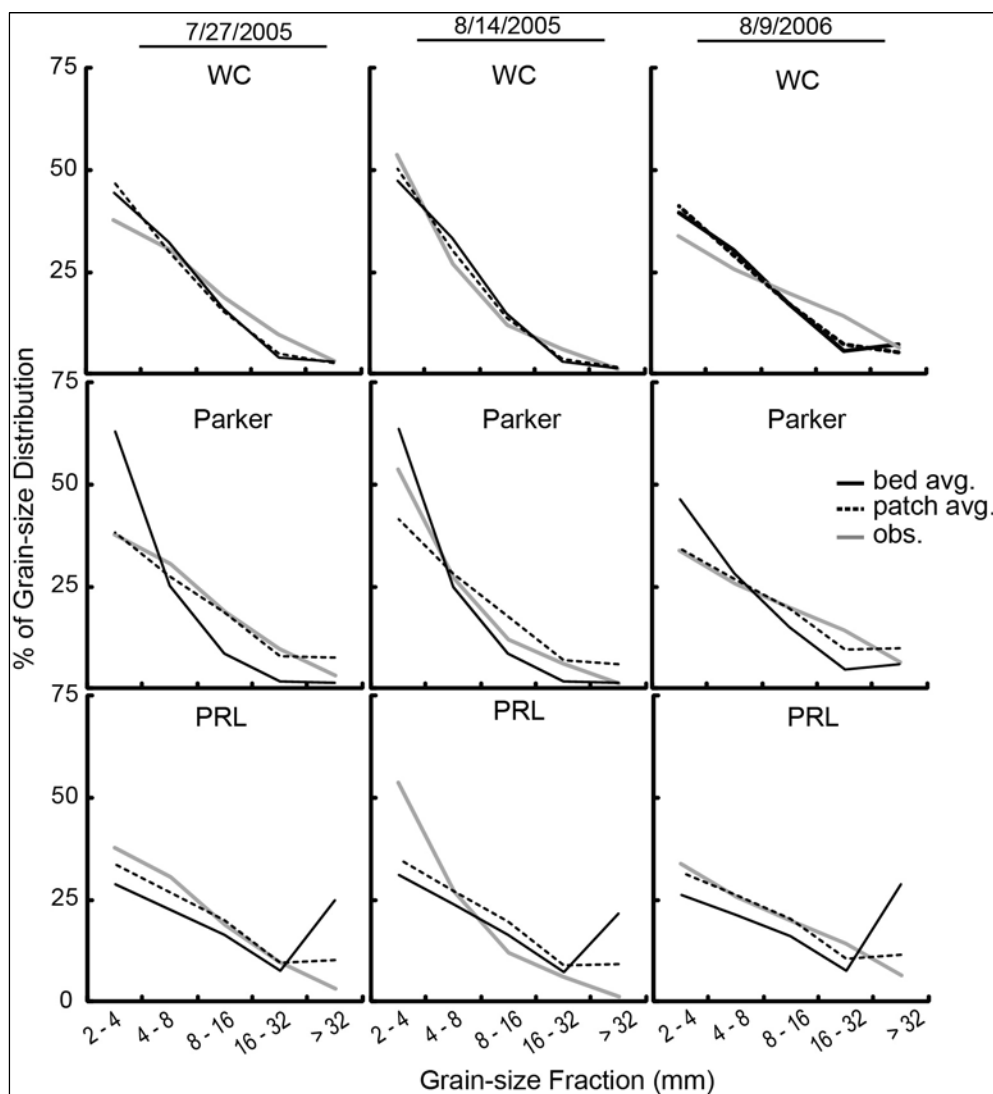 7/27/2005 8/14/2005 8/9/2006
75 WC WC WC
50
25
75
Parker Parker Parker
50
25
bed avg.
patch avg.
obs.
75
PRL PRL PRL
50
25
0
% of Grain-size Distribution
2 - 4 4 - 8 8 - 16 16 - 32 > 32 2 - 4 4 - 8 8 - 16 16 - 32 > 32 2 - 4 4 - 8 8 - 16 16 - 32 > 32
Grain-size Fraction (mm)